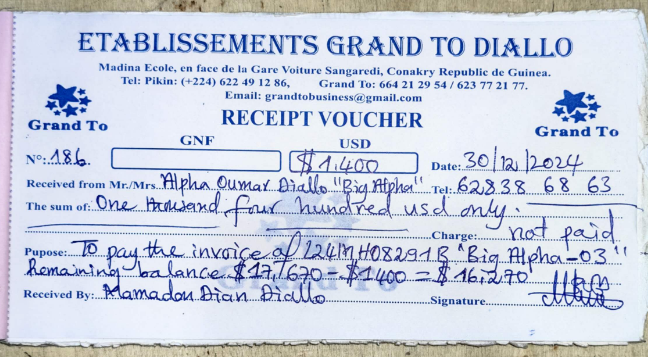 ETABLISSEMENTS GRAND TO DIALLO
Madina Ecole, en face de la Gare Voiture Sangaredi, Conakry Republic de Guinea.
Tel: Pikin: (+224) 622 49 12 86, Grand To: 664 21 29 54 / 623 77 21 77.
Email: grandtobusiness@gmail.com
Grand To
RECEIPT VOUCHER
Grand To
GNF USD
N°: 186. $ 1,400 Date: 30/12/2024
Received from Mr./Mrs. Alpha Oumar Diallo "Big Alpha" Tel: 62838 68 63
The sum of: One thousand four hundred usd only.
Charge: not paid
Pupose: To pay the invoice of "Big Alpha-03"
Remaining balance $17,670 - $1400 = $16,270
Received By: Mamadou Dian Diallo Signature